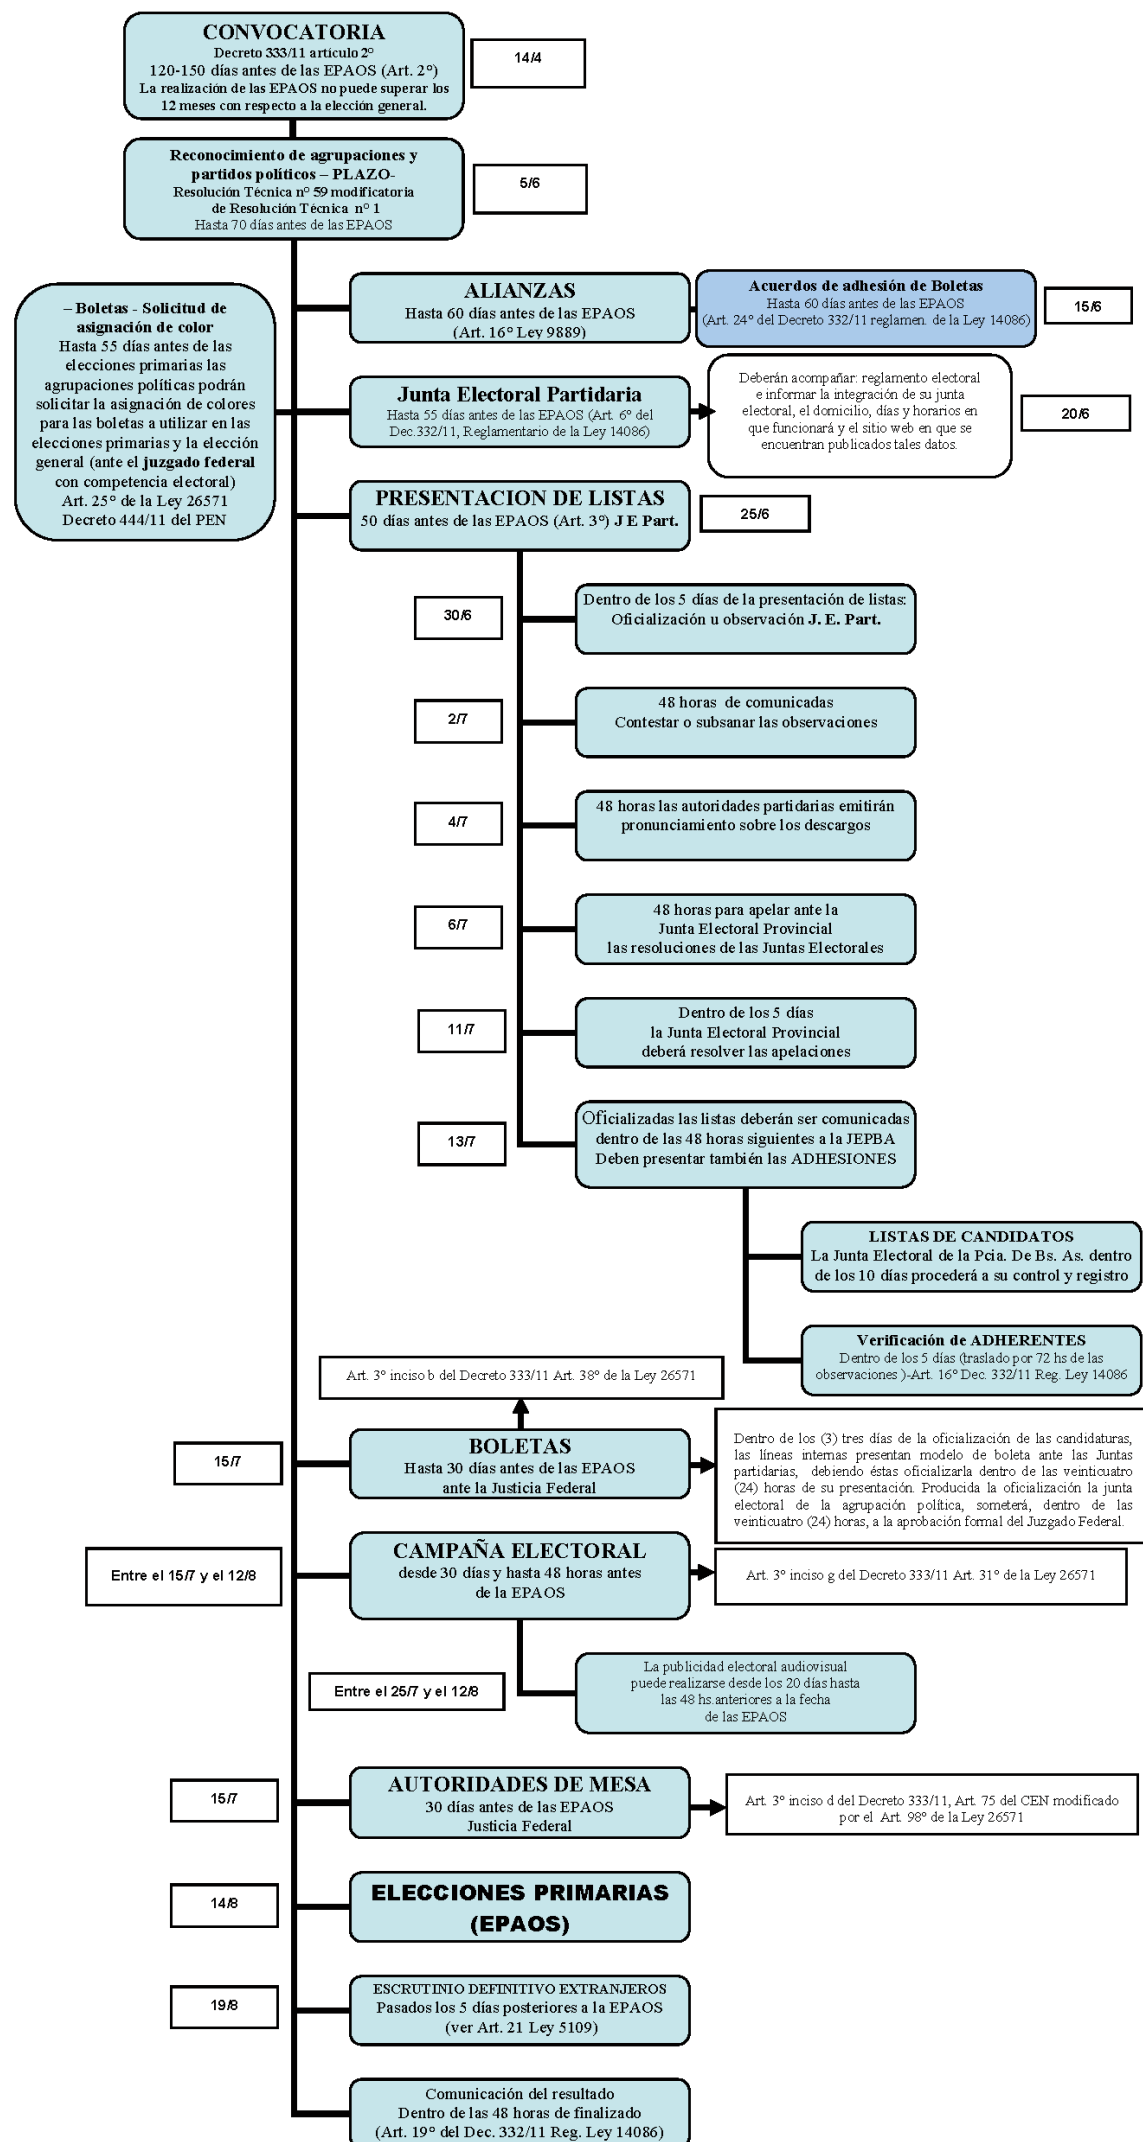 CONVOCATORIA
Decreto 333/11 artículo 2º
120-150 días antes de las EPAOS (Art. 2º)
La realización de las EPAOS no puede superar los
12 meses con respecto a la elección general.
14/4
Reconocimiento de agrupaciones y
partidos políticos – PLAZO-
Resolución Técnica nº 59 modificatoria
de Resolución Técnica nº 1
Hasta 70 días antes de las EPAOS
5/6
– Boletas - Solicitud de
asignación de color
Hasta 55 días antes de las
elecciones primarias las
agrupaciones políticas podrán
solicitar la asignación de colores
para las boletas a utilizar en las
elecciones primarias y la elección
general (ante el juzgado federal
con competencia electoral)
Art. 25º de la Ley 26571
Decreto 444/11 del PEN
ALIANZAS
Hasta 60 días antes de las EPAOS
(Art. 16º Ley 9889)
Acuerdos de adhesión de Boletas
Hasta 60 días antes de las EPAOS
(Art. 24º del Decreto 332/11 reglamen. de la Ley 14086)
15/6
Junta Electoral Partidaria
Hasta 55 días antes de las EPAOS (Art. 6º del
Dec.332/11, Reglamentario de la Ley 14086)
Deberán acompañar: reglamento electoral
e informar la integración de su junta
electoral, el domicilio, días y horarios en
que funcionará y el sitio web en que se
encuentran publicados tales datos.
20/6
PRESENTACION DE LISTAS
50 días antes de las EPAOS (Art. 3º) J E Part.
25/6
30/6
Dentro de los 5 días de la presentación de listas:
Oficialización u observación J. E. Part.
2/7
48 horas de comunicadas
Contestar o subsanar las observaciones
4/7
48 horas las autoridades partidarias emitirán
pronunciamiento sobre los descargos
6/7
48 horas para apelar ante la
Junta Electoral Provincial
las resoluciones de las Juntas Electorales
11/7
Dentro de los 5 días
la Junta Electoral Provincial
deberá resolver las apelaciones
13/7
Oficializadas las listas deberán ser comunicadas
dentro de las 48 horas siguientes a la JEPBA
Deben presentar también las ADHESIONES
LISTAS DE CANDIDATOS
La Junta Electoral de la Pcia. De Bs. As. dentro
de los 10 días procederá a su control y registro
Verificación de ADHERENTES
Dentro de los 5 días (traslado por 72 hs de las
observaciones )-Art. 16º Dec. 332/11 Reg. Ley 14086
Art. 3º inciso b del Decreto 333/11 Art. 38º de la Ley 26571
15/7
BOLETAS
Hasta 30 días antes de las EPAOS
ante la Justicia Federal
Dentro de los (3) tres días de la oficialización de las candidaturas,
las líneas internas presentan modelo de boleta ante las Juntas
partidarias, debiendo éstas oficializarla dentro de las veinticuatro
(24) horas de su presentación. Producida la oficialización la junta
electoral de la agrupación política, someterá, dentro de las
veinticuatro (24) horas, a la aprobación formal del Juzgado Federal.
Entre el 15/7 y el 12/8
CAMPAÑA ELECTORAL
desde 30 días y hasta 48 horas antes
de la EPAOS
Art. 3º inciso g del Decreto 333/11 Art. 31º de la Ley 26571
Entre el 25/7 y el 12/8
La publicidad electoral audiovisual
puede realizarse desde los 20 días hasta
las 48 hs.anteriores a la fecha
de las EPAOS
15/7
AUTORIDADES DE MESA
30 días antes de las EPAOS
Justicia Federal
Art. 3º inciso d del Decreto 333/11, Art. 75 del CEN modificado
por el Art. 98º de la Ley 26571
14/8
ELECCIONES PRIMARIAS
(EPAOS)
19/8
ESCRUTINIO DEFINITIVO EXTRANJEROS
Pasados los 5 días posteriores a la EPAOS
(ver Art. 21 Ley 5109)
Comunicación del resultado
Dentro de las 48 horas de finalizado
(Art. 19º del Dec. 332/11 Reg. Ley 14086)